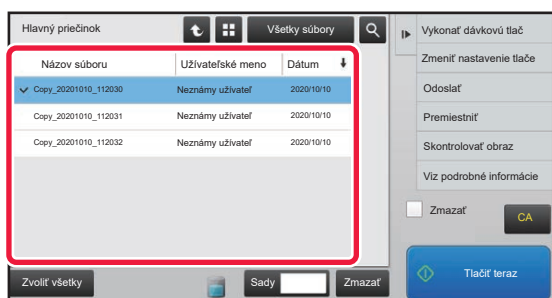 Hlavný priečinok
Všetky súbory
Názov súboru Užívateľské meno Dátum
Copy_20201010_112030 Neznámy užívateľ 2020/10/10
Copy_20201010_112031 Neznámy užívateľ 2020/10/10
Copy_20201010_112032 Neznámy užívateľ 2020/10/10
Zvoliť všetky
Sady
Zmazať
Vykonať dávkovú tlač
Zmeniť nastavenie tlače
Odoslať
Premiestniť
Skontrolovať obraz
Viz podrobné informácie
Zmazať
CA
Tlačiť teraz